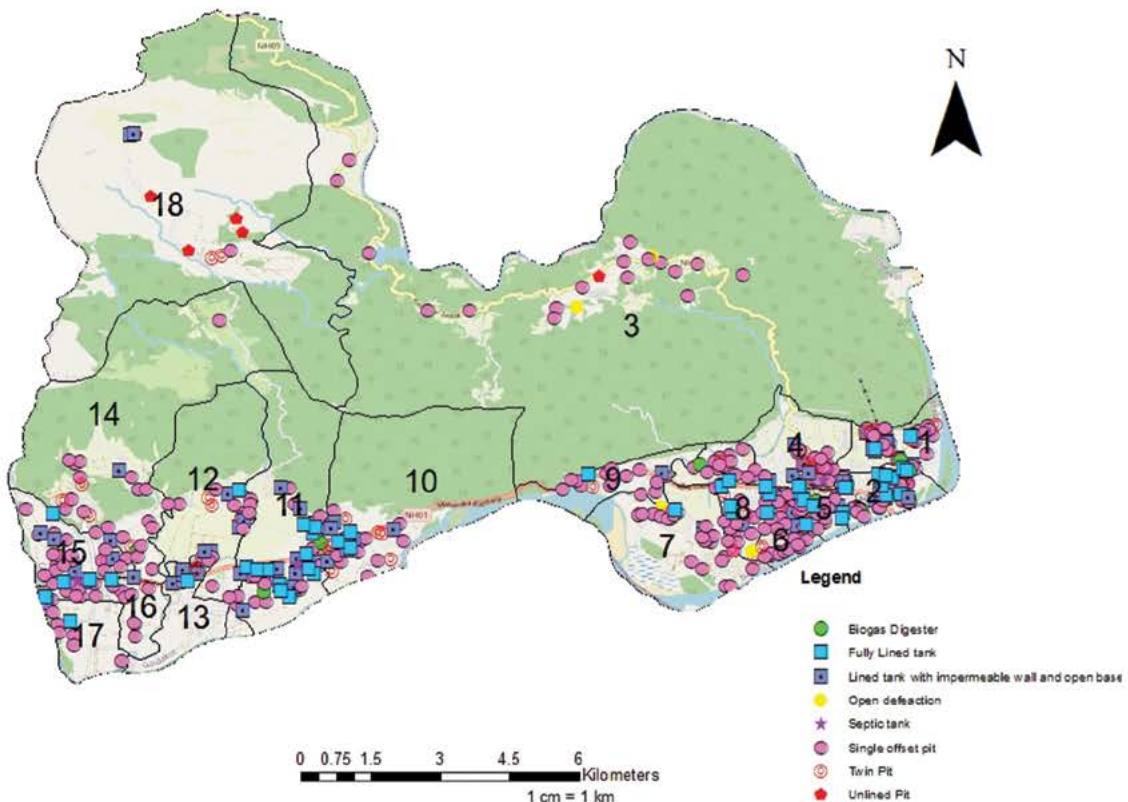 NH09
N
18
3
14
12
11
10
NH01
9
4
1
2
8
5
7
6
15
16
13
17
Legend
Biogas Digester
Fully Lined tank
Lined tank with impermeable wall and open base
Open defeaction
Septic tank
Single offset pit
Twin Pit
Unlined Pit
0 0.75 1.5 3 4.5 6
Kilometers
1 cm = 1 km